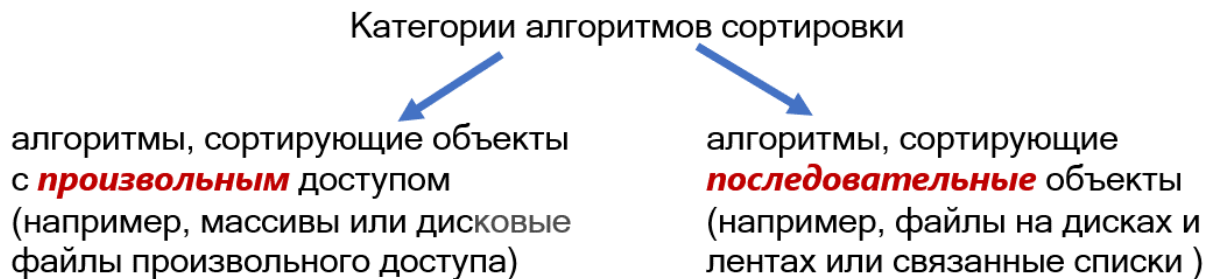 Категории алгоритмов сортировки
алгоритмы, сортирующие объекты
с произвольным доступом
(например, массивы или дисковые
файлы произвольного доступа)
алгоритмы, сортирующие
последовательные объекты
(например, файлы на дисках и
лентах или связанные списки )